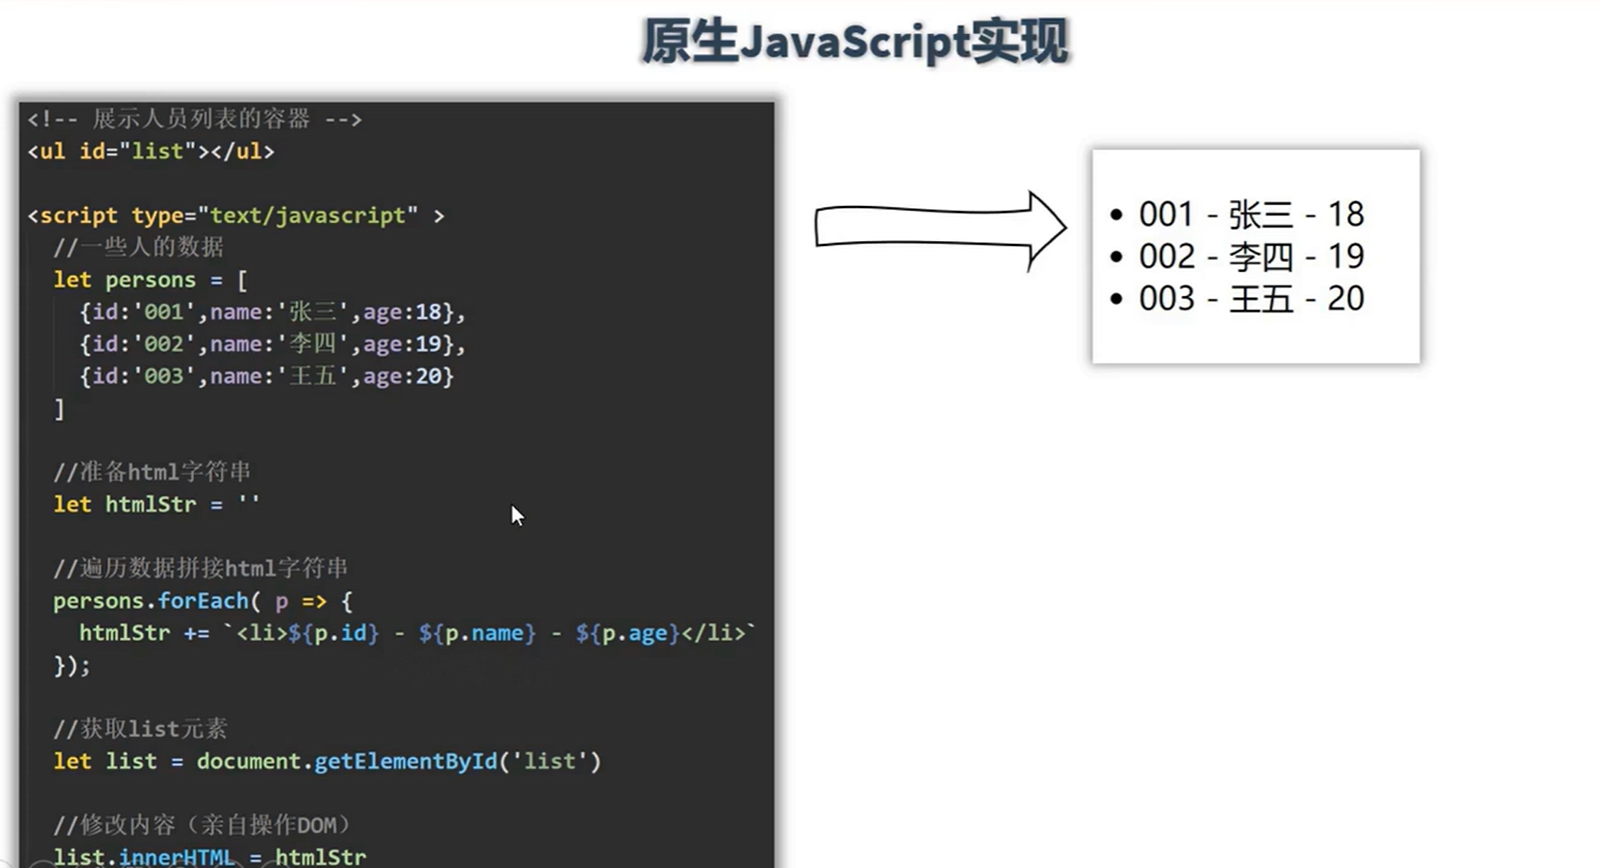 原生JavaScript实现
<!-- 展示人员列表的容器 -->
<ul id="list"></ul>
<script type="text/javascript" >
//一些人的数据
let persons = [
{id:'001',name:'张三',age:18},
{id:'002',name:'李四',age:19},
{id:'003',name:'王五',age:20}
]
//准备html字符串
let htmlStr = ''
//遍历数据拼接html字符串
persons.forEach( p => {
htmlStr += `<li>${p.id} - ${p.name} - ${p.age}</li>`
});
//获取list元素
let list = document.getElementById('list')
//修改内容（亲自操作DOM）
list.innerHTML = htmlStr
• 001 - 张三 - 18
• 002 - 李四 - 19
• 003 - 王五 - 20